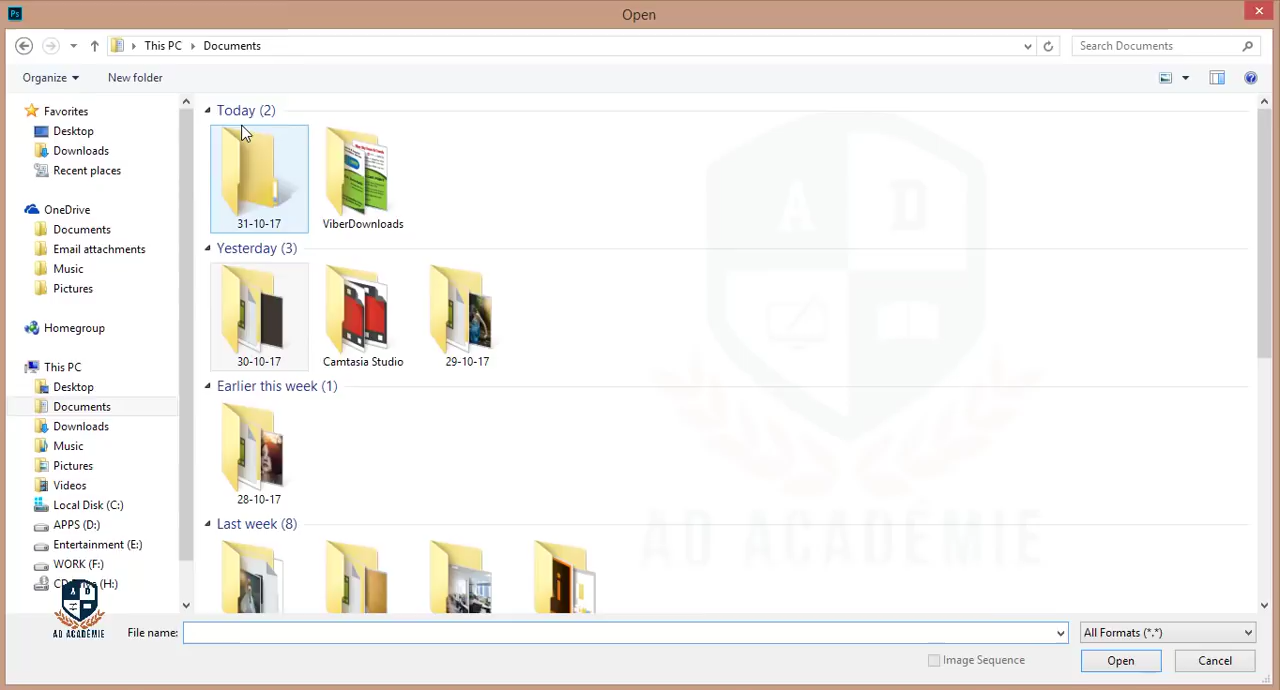 Open
This PC Documents
Search Documents
Organize
New folder
Favorites
Desktop
Downloads
Recent places
OneDrive
Documents
Email attachments
Music
Pictures
Homegroup
This PC
Desktop
Documents
Downloads
Music
Pictures
Videos
Local Disk (C:)
APPS (D:)
Entertainment (E:)
WORK (F:)
(H:)
Today (2)
31-10-17
ViberDownloads
Yesterday (3)
30-10-17
Camtasia Studio
29-10-17
Earlier this week (1)
28-10-17
Last week (8)
A D
AD ACADÉMIE
A D
AD ACADÉMIE
File name:
All Formats (*.*)
Image Sequence
Open
Cancel